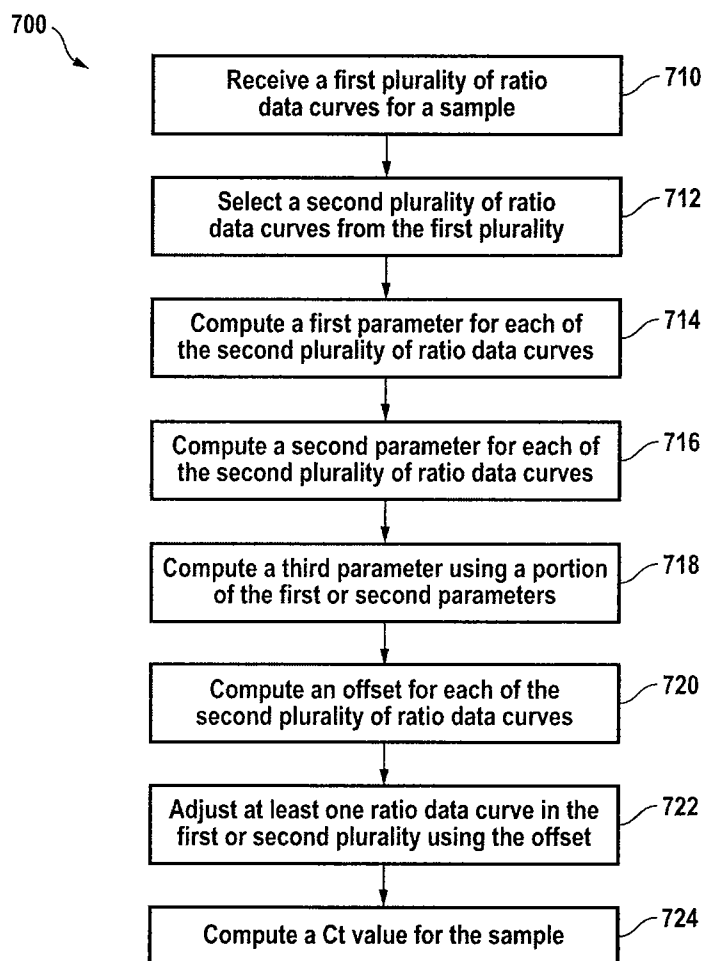 700
Receive a first plurality of ratio
data curves for a sample
710
Select a second plurality of ratio
data curves from the first plurality
712
Compute a first parameter for each of
the second plurality of ratio data curves
714
Compute a second parameter for each of
the second plurality of ratio data curves
716
Compute a third parameter using a portion
of the first or second parameters
718
Compute an offset for each of the
second plurality of ratio data curves
720
Adjust at least one ratio data curve in the
first or second plurality using the offset
722
Compute a Ct value for the sample
724